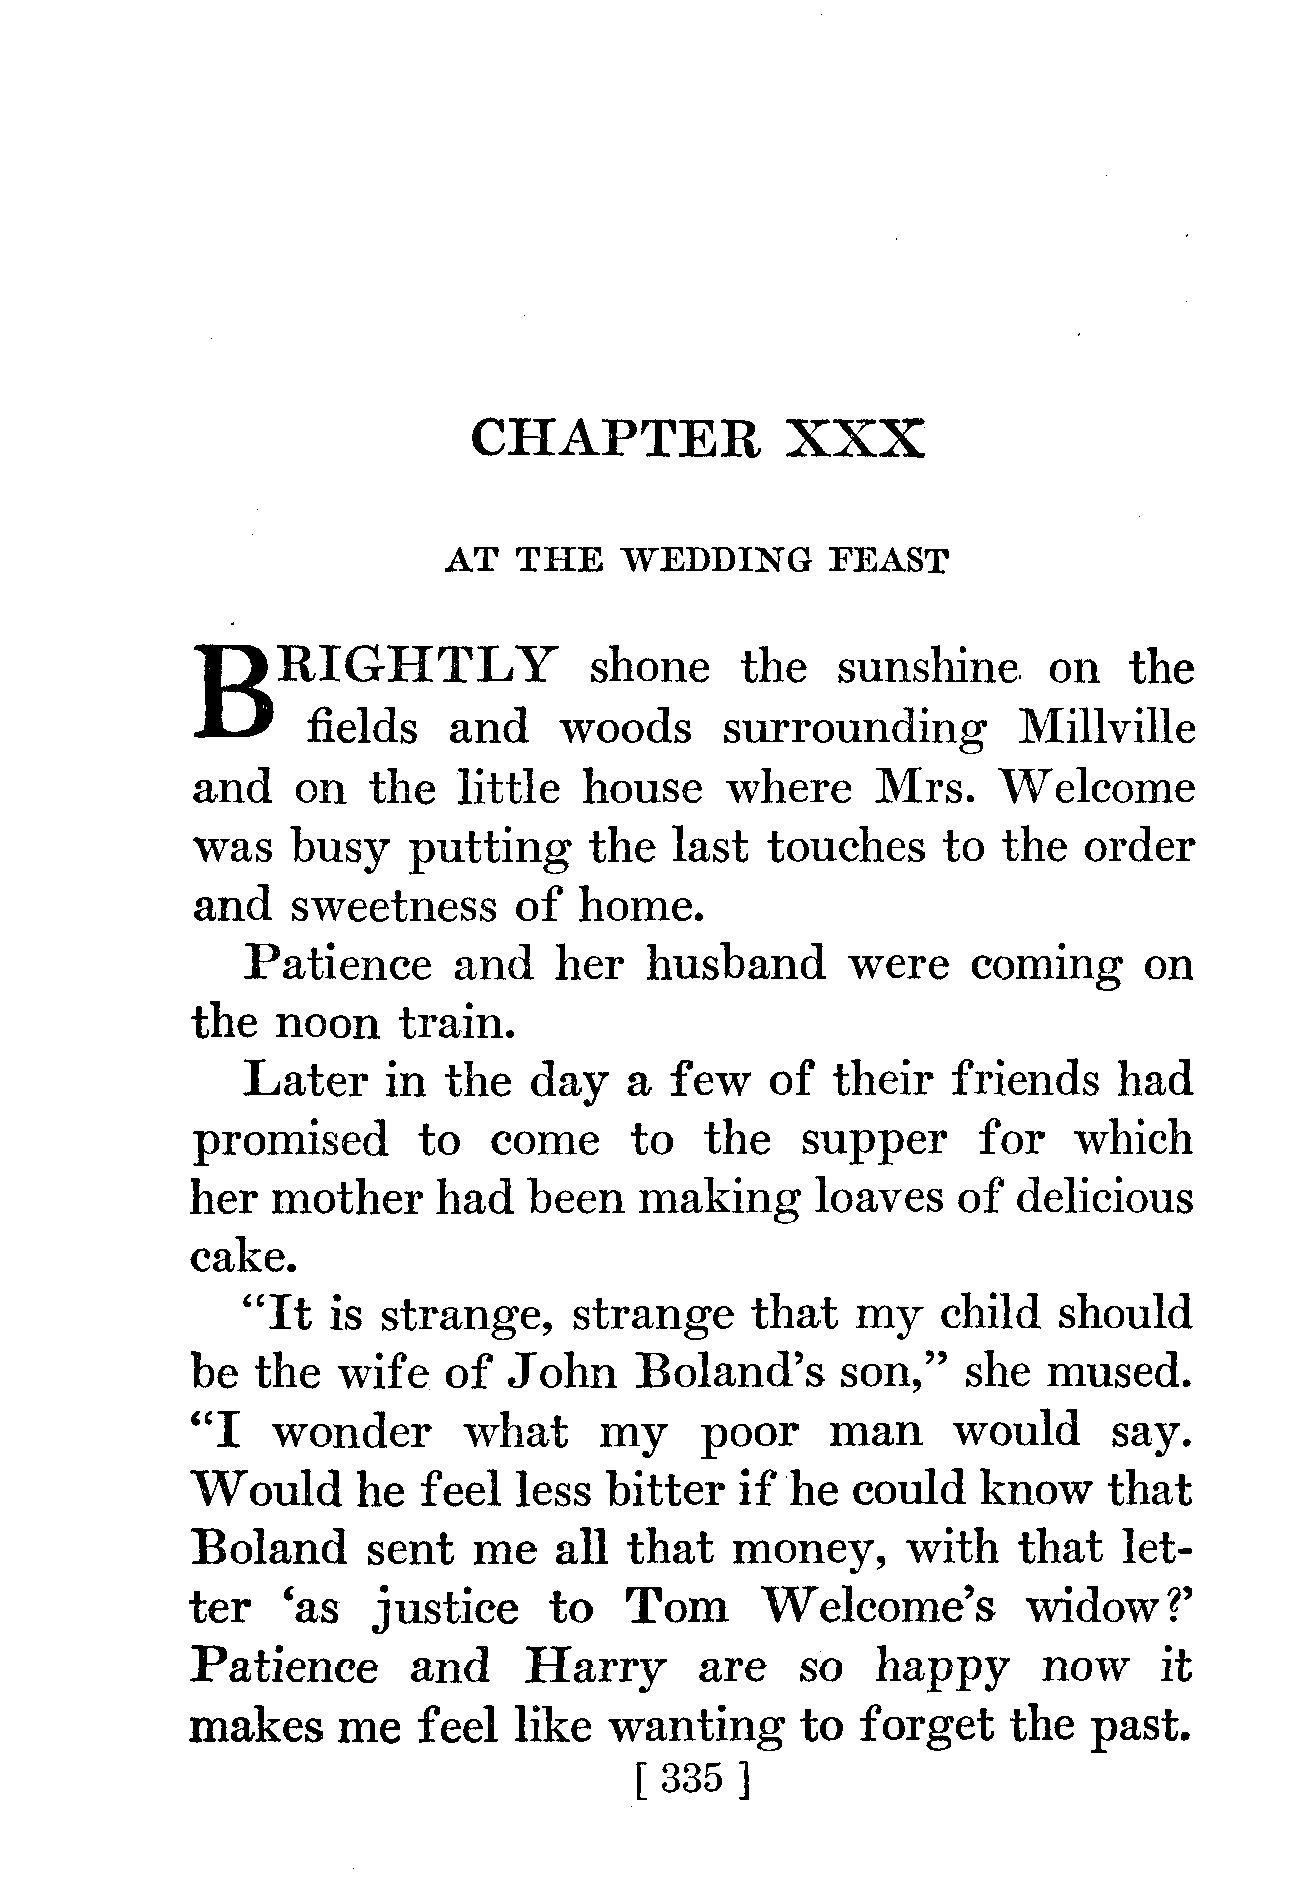 CHAPTER XXX
AT THE WEDDING FEAST
BRIGHTLY shone the sunshine on the
fields and woods surrounding Millville
and on the little house where Mrs. Welcome
was busy putting the last touches to the order
and sweetness of home.
Patience and her husband were coming on
the noon train.
Later in the day a few of their friends had
promised to come to the supper for which
her mother had been making loaves of delicious
cake.
“It is strange, strange that my child should
be the wife of John Boland’s son,” she mused.
“I wonder what my poor man would say.
Would he feel less bitter if he could know that
Boland sent me all that money, with that let-
ter ‘as justice to Tom Welcome’s widow?’
Patience and Harry are so happy now it
makes me feel like wanting to forget the past.
[ 335 ]